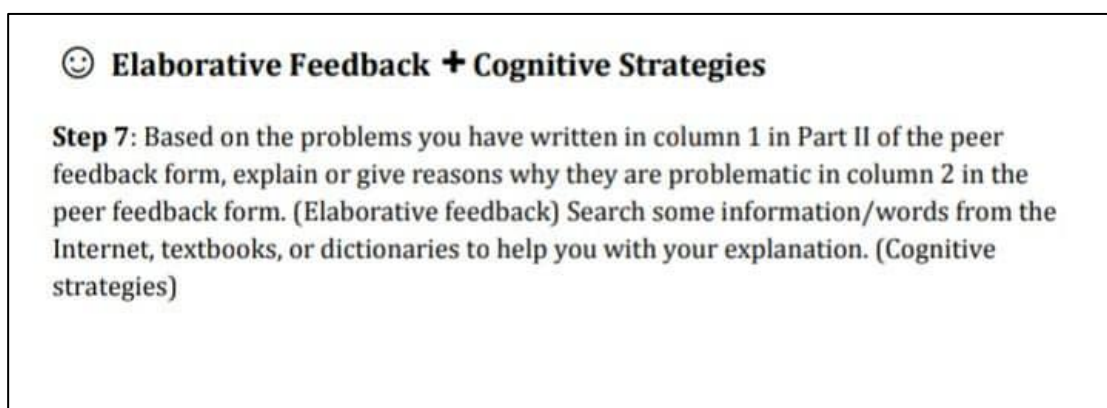 ☺ Elaborative Feedback + Cognitive Strategies
Step 7: Based on the problems you have written in column 1 in Part II of the peer
feedback form, explain or give reasons why they are problematic in column 2 in the
peer feedback form. (Elaborative feedback) Search some information/words from the
Internet, textbooks, or dictionaries to help you with your explanation. (Cognitive
strategies)